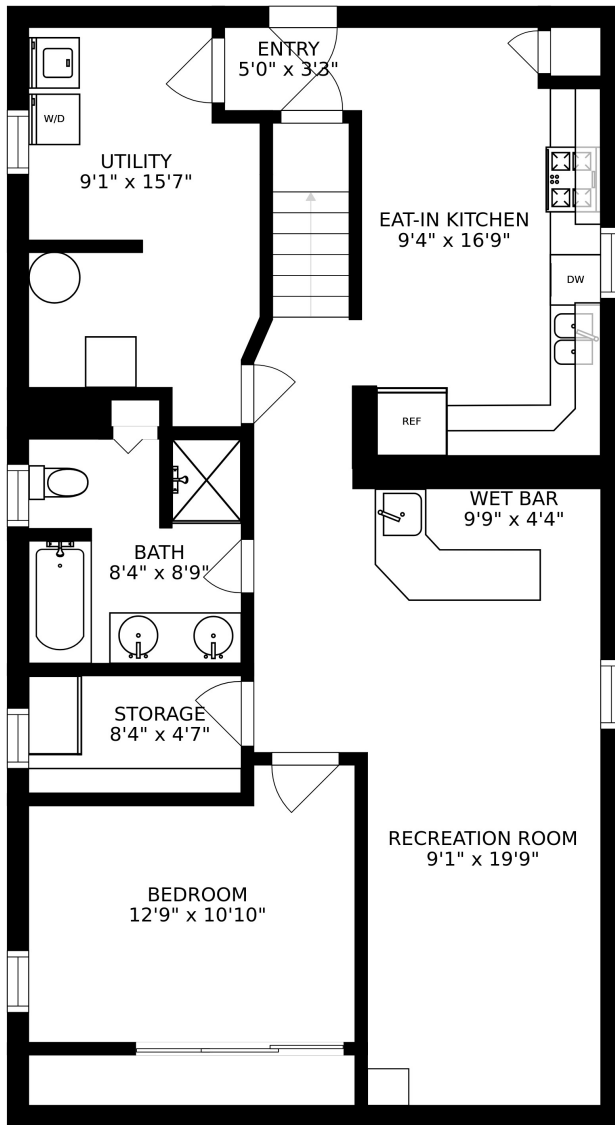 ENTRY
5'0" x 3'3"
W/D
UTILITY
9'1" x 15'7"
EAT-IN KITCHEN
9'4" x 16'9"
DW
REF
WET BAR
9'9" x 4'4"
BATH
8'4" x 8'9"
STORAGE
8'4" x 4'7"
RECREATION ROOM
9'1" x 19'9"
BEDROOM
12'9" x 10'10"